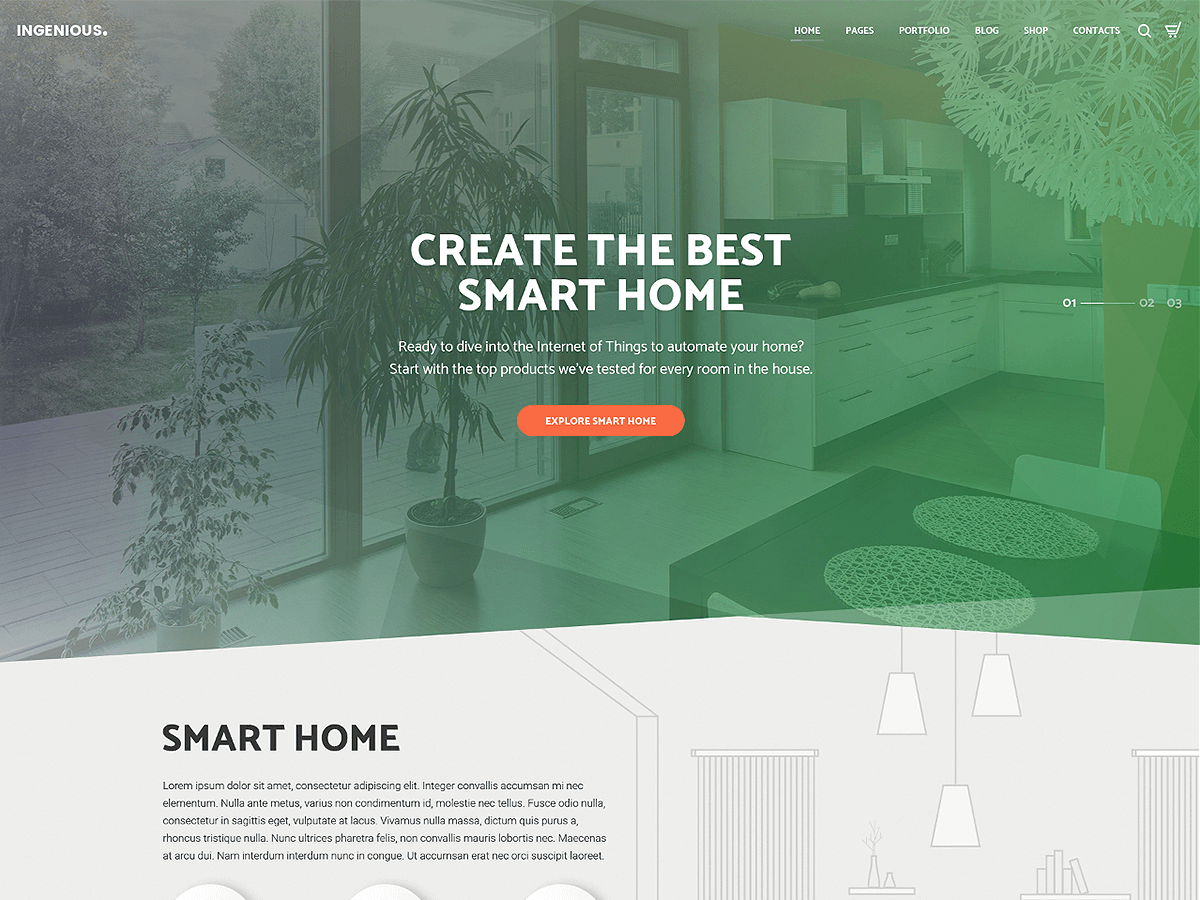 INGENIOUS.
HOME PAGES PORTFOLIO BLOG SHOP CONTACTS
CREATE THE BEST
SMART HOME
Ready to dive into the Internet of Things to automate your home?
Start with the top products we've tested for every room in the house.
EXPLORE SMART HOME
01 02 03
SMART HOME
Lorem ipsum dolor sit amet, consectetur adipiscing elit. Integer convallis accumsan mi nec
elementum. Nulla ante metus, varius non condimentum id, molestie nec tellus. Fusce odio nulla,
consectetur in sagittis eget, vulputate at lacus. Vivamus nulla massa, dictum quis purus a,
rhoncus tristique nulla. Nunc ultrices pharetra felis, non convallis mauris lobortis nec. Maecenas
at arcu dui. Nam interdum interdum nunc in congue. Ut accumsan erat nec orci suscipit laoreet.